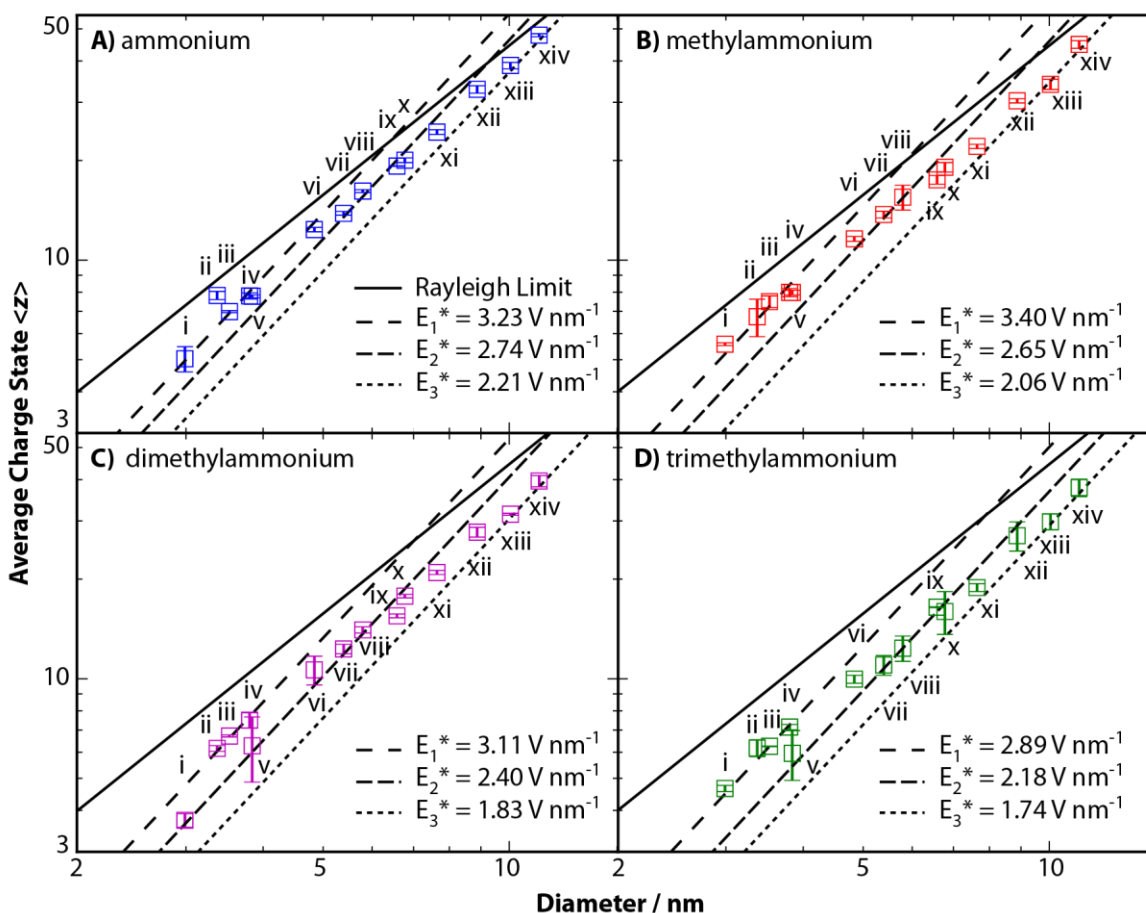 Average Charge State <z>
50
10
3
A) ammonium
i
ii
iii
iv
v
vi
vii
viii
ix
x
xi
xii
xiii
xiv
Rayleigh Limit
E₁* = 3.23 V nm⁻¹
E₂* = 2.74 V nm⁻¹
E₃* = 2.21 V nm⁻¹
B) methylammonium
i
ii
iii
iv
v
vi
vii
viii
ix
x
xi
xii
xiii
xiv
E₁* = 3.40 V nm⁻¹
E₂* = 2.65 V nm⁻¹
E₃* = 2.06 V nm⁻¹
50
10
3
C) dimethylammonium
i
ii
iii
iv
v
vi
vii
viii
ix
x
xi
xii
xiii
xiv
E₁* = 3.11 V nm⁻¹
E₂* = 2.40 V nm⁻¹
E₃* = 1.83 V nm⁻¹
D) trimethylammonium
i
ii
iii
iv
v
vi
vii
viii
ix
x
xi
xii
xiii
xiv
E₁* = 2.89 V nm⁻¹
E₂* = 2.18 V nm⁻¹
E₃* = 1.74 V nm⁻¹
2 5 10 2 5 10
Diameter / nm